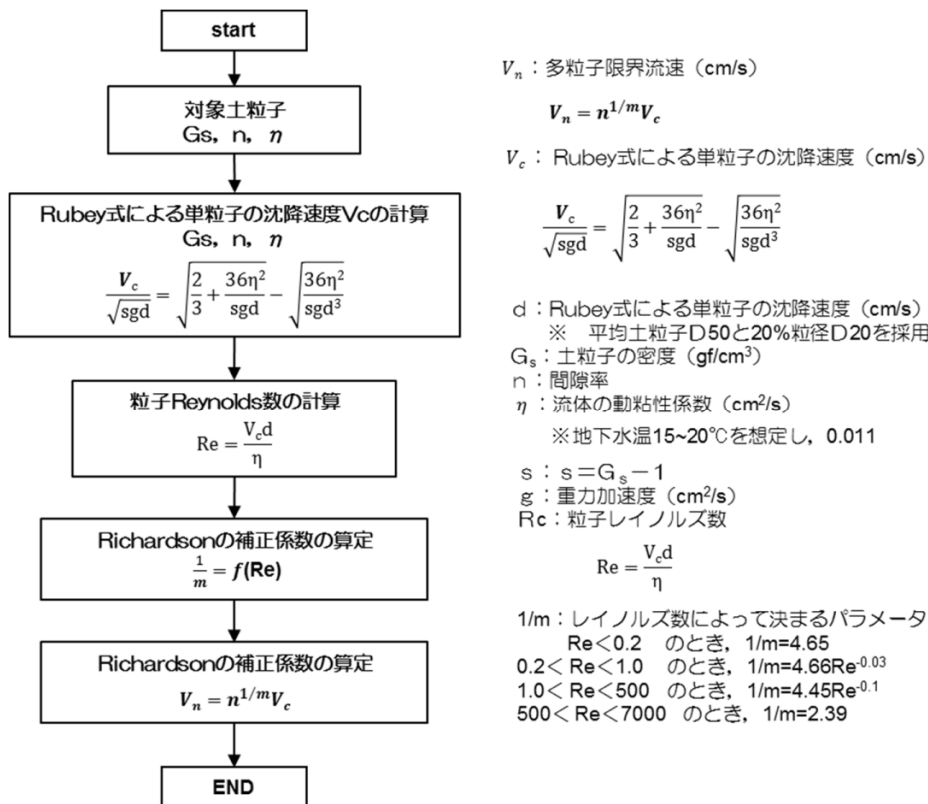 start
対象土粒子
Gs, n, η
Rubey式による単粒子の沈降速度Vcの計算
Gs, n, η
V_c/√sgd = √(2/3 + 36η²/sgd) − √(36η²/sgd³)
粒子Reynolds数の計算
Re = V_c d/η
Richardsonの補正係数の算定
1/m = f(Re)
Richardsonの補正係数の算定
V_n = n^{1/m}V_c
END
V_n：多粒子限界流速（cm/s）
V_n = n^{1/m}V_c
V_c： Rubey式による単粒子の沈降速度（cm/s）
V_c/√sgd = √(2/3 + 36η²/sgd) − √(36η²/sgd³)
d：Rubey式による単粒子の沈降速度（cm/s）
※ 平均土粒子D50と20%粒径D20を採用
G_s：土粒子の密度（gf/cm³）
n：間隙率
η：流体の動粘性係数（cm²/s）
※地下水温15~20℃を想定し，0.011
s：s＝G_s－1
g：重力加速度（cm²/s）
Rc：粒子レイノルズ数
Re = V_c d/η
1/m：レイノルズ数によって決まるパラメータ
Re＜0.2 のとき，1/m=4.65
0.2＜Re＜1.0 のとき，1/m=4.66Re^{-0.03}
1.0＜Re＜500 のとき，1/m=4.45Re^{-0.1}
500＜Re＜7000 のとき，1/m=2.39